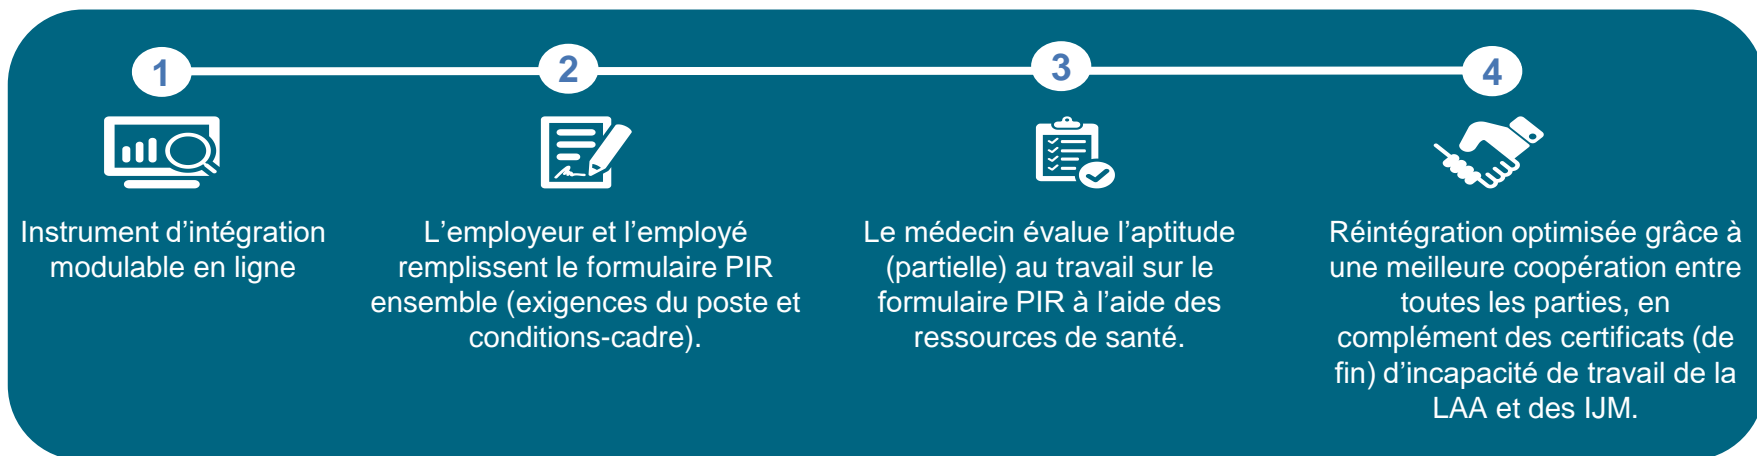 1
Instrument d’intégration
modulable en ligne
2
L’employeur et l’employé
remplissent le formulaire PIR
ensemble (exigences du poste et
conditions-cadre).
3
Le médecin évalue l’aptitude
(partielle) au travail sur le
formulaire PIR à l’aide des
ressources de santé.
4
Réintégration optimisée grâce à
une meilleure coopération entre
toutes les parties, en
complément des certificats (de
fin) d’incapacité de travail de la
LAA et des IJM.